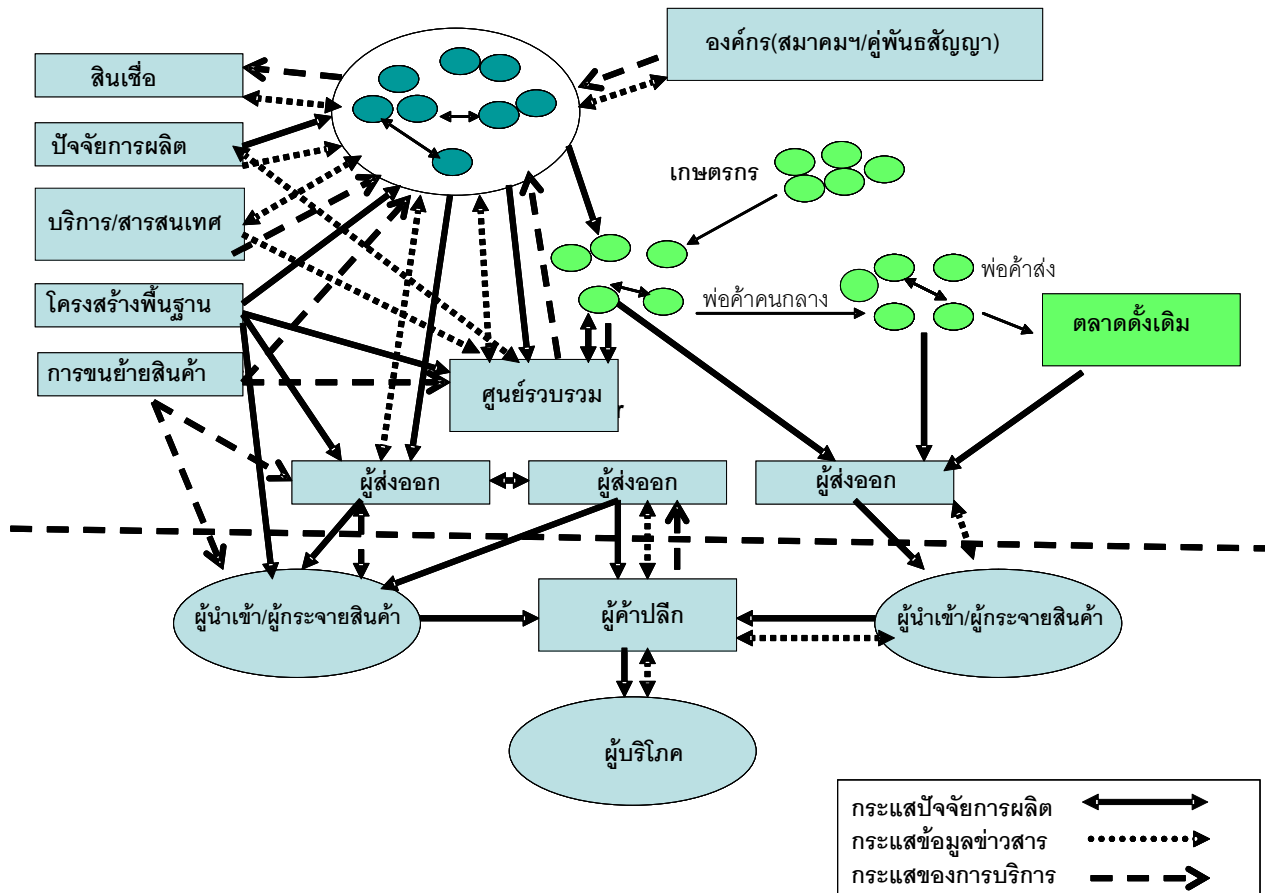 องค์กร(สมาคมฯ/คู่พันธสัญญา)
สินเชื่อ
ปัจจัยการผลิต
เกษตรกร
บริการ/สารสนเทศ
พ่อค้าส่ง
โครงสร้างพื้นฐาน
พ่อค้าคนกลาง
ตลาดดั้งเดิม
การขนย้ายสินค้า
ศูนย์รวบรวม
r
ผู้ส่งออก
ผู้ส่งออก
ผู้ส่งออก
ผู้นำเข้า/ผู้กระจายสินค้า
ผู้ค้าปลีก
ผู้นำเข้า/ผู้กระจายสินค้า
ผู้บริโภค
กระแสปัจจัยการผลิต
กระแสข้อมูลข่าวสาร
กระแสของการบริการ